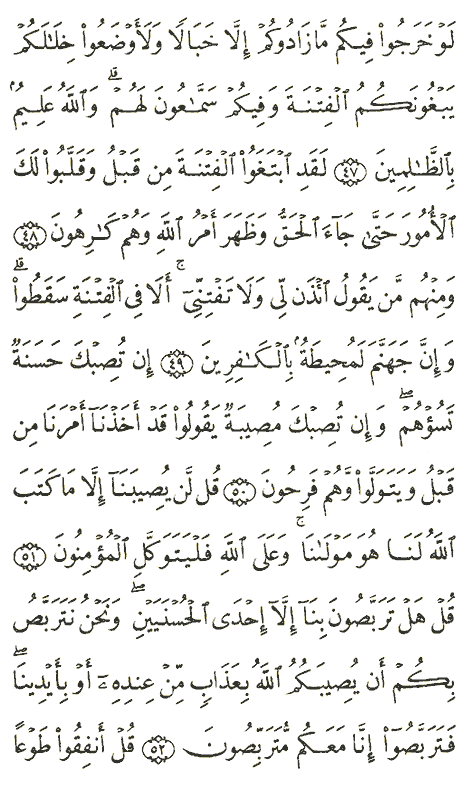 لَوۡ خَرَجُواْ فِيكُم مَّا زَادُوكُمۡ إِلَّا خَبَالٗا وَلَأَوۡضَعُواْ خِلَٰلَكُمۡ
يَبۡغُونَكُمُ ٱلۡفِتۡنَةَ وَفِيكُمۡ سَمَّٰعُونَ لَهُمۡۗ وَٱللَّهُ عَلِيمُۢ
بِٱلظَّٰلِمِينَ ٤٧ لَقَدِ ٱبۡتَغَوُاْ ٱلۡفِتۡنَةَ مِن قَبۡلُ وَقَلَّبُواْ لَكَ
ٱلۡأُمُورَ حَتَّىٰ جَآءَ ٱلۡحَقُّ وَظَهَرَ أَمۡرُ ٱللَّهِ وَهُمۡ كَٰرِهُونَ ٤٨
وَمِنۡهُم مَّن يَقُولُ ٱئۡذَن لِّي وَلَا تَفۡتِنِّيٓۚ أَلَا فِي ٱلۡفِتۡنَةِ سَقَطُواْۗ
وَإِنَّ جَهَنَّمَ لَمُحِيطَةُۢ بِٱلۡكَٰفِرِينَ ٤٩ إِن تُصِبۡكَ حَسَنَةٞ
تَسُؤۡهُمۡۖ وَإِن تُصِبۡكَ مُصِيبَةٞ يَقُولُواْ قَدۡ أَخَذۡنَآ أَمۡرَنَا مِن
قَبۡلُ وَيَتَوَلَّواْ وَّهُمۡ فَرِحُونَ ٥٠ قُل لَّن يُصِيبَنَآ إِلَّا مَا كَتَبَ
ٱللَّهُ لَنَا هُوَ مَوۡلَىٰنَاۚ وَعَلَى ٱللَّهِ فَلۡيَتَوَكَّلِ ٱلۡمُؤۡمِنُونَ ٥١
قُلۡ هَلۡ تَرَبَّصُونَ بِنَآ إِلَّآ إِحۡدَى ٱلۡحُسۡنَيَيۡنِۖ وَنَحۡنُ نَتَرَبَّصُ
بِكُمۡ أَن يُصِيبَكُمُ ٱللَّهُ بِعَذَابٖ مِّنۡ عِندِهِۦٓ أَوۡ بِأَيۡدِينَاۖ
فَتَرَبَّصُوٓاْ إِنَّا مَعَكُم مُّتَرَبِّصُونَ ٥٢ قُلۡ أَنفِقُواْ طَوۡعًا